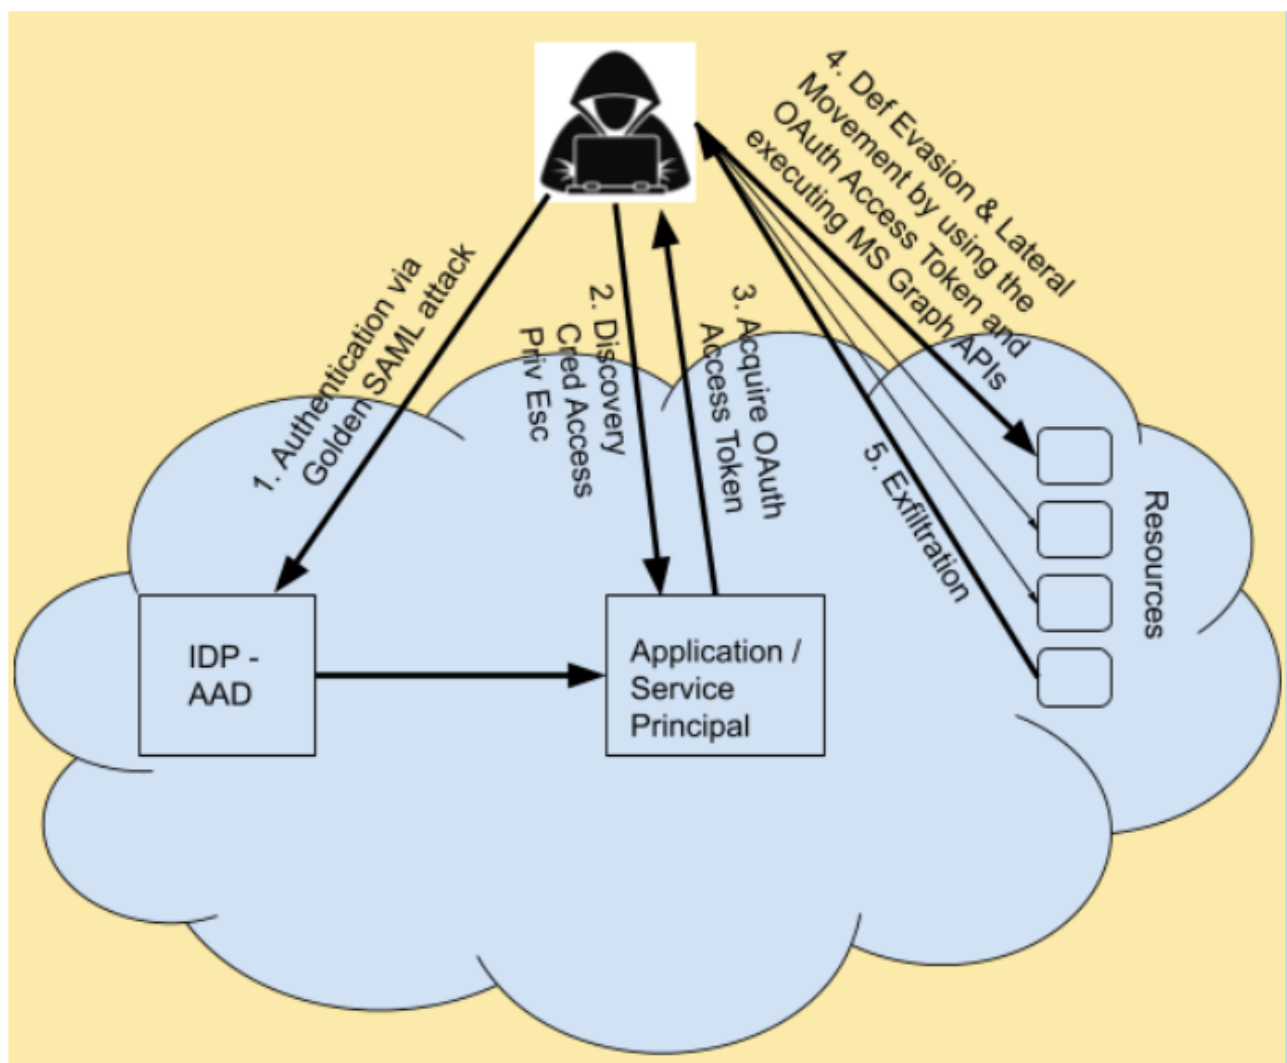 1. Authentication via
Golden SAML attack
2. Discovery
Cred Access
Priv Esc
3. Acquire OAuth
Access Token
4. Def Evasion & Lateral
Movement by using the
OAuth Access Token and
executing MS Graph APIs
5. Exfiltration
Resources
IDP -
AAD
Application /
Service
Principal